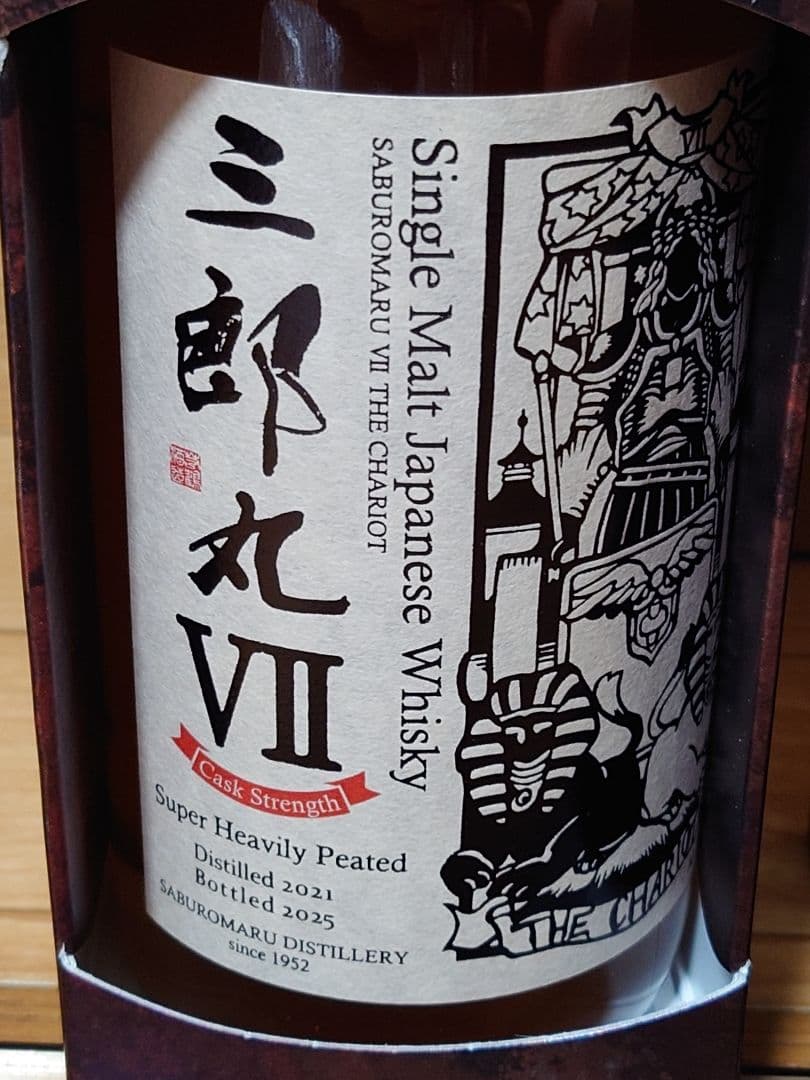 三郎丸
VII
Cask Strength
Super Heavily Peated
Distilled 2021
Bottled 2025
SABUROMARU DISTILLERY
since 1952
Single Malt Japanese Whisky
SABUROMARU VII THE CHARIOT
VII
THE CHARIOT